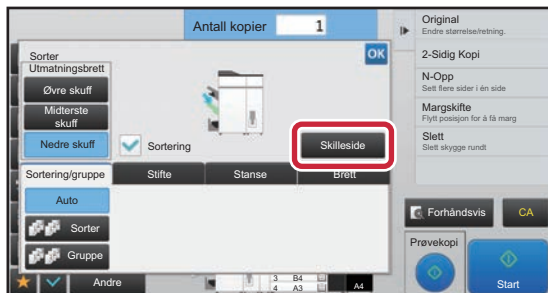 Antall kopier 1
Original
Endre størrelse/retning.
2-Sidig Kopi
N-Opp
Sett flere sider i én side
Margskifte
Flytt posisjon for å få marg
Slett
Slett skygge rundt
Sorter
OK
Utmatningsbrett
Øvre skuff
Midterste
skuff
Nedre skuff
Sortering
Skilleside
Sortering/gruppe
Stifte
Stanse
Brett
Auto
Sorter
Gruppe
Forhåndsvis
CA
Prøvekopi
Start
Andre
3 B4
4 A3
A4